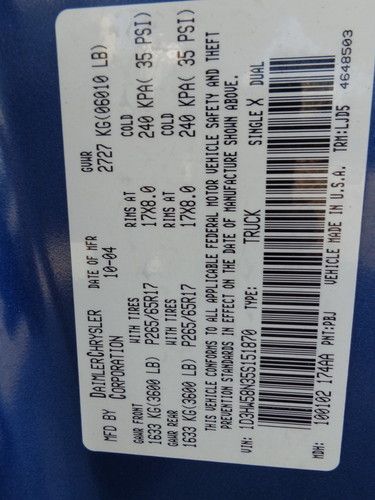 MFD BY DAIMLERCHRYSLER CORPORATION DATE OF MFR 10-04 GVWR 2727 KG(06010 LB)
GAWR FRONT WITH TIRES RIMS AT COLD
1633 KG(3600 LB) P265/65R17 17X8.0 240 KPA( 35 PSI)
GAWR REAR WITH TIRES RIMS AT COLD
1633 KG(3600 LB) P265/65R17 17X8.0 240 KPA( 35 PSI)
THIS VEHICLE CONFORMS TO ALL APPLICABLE FEDERAL MOTOR VEHICLE SAFETY AND THEFT
PREVENTION STANDARDS IN EFFECT ON THE DATE OF MANUFACTURE SHOWN ABOVE.
VIN: 1D3HA58N35S151870 TYPE: TRUCK SINGLE X DUAL
MDH: 100102 174AA PNT:PBJ VEHICLE MADE IN U.S.A. TRM:LJD5 4648503